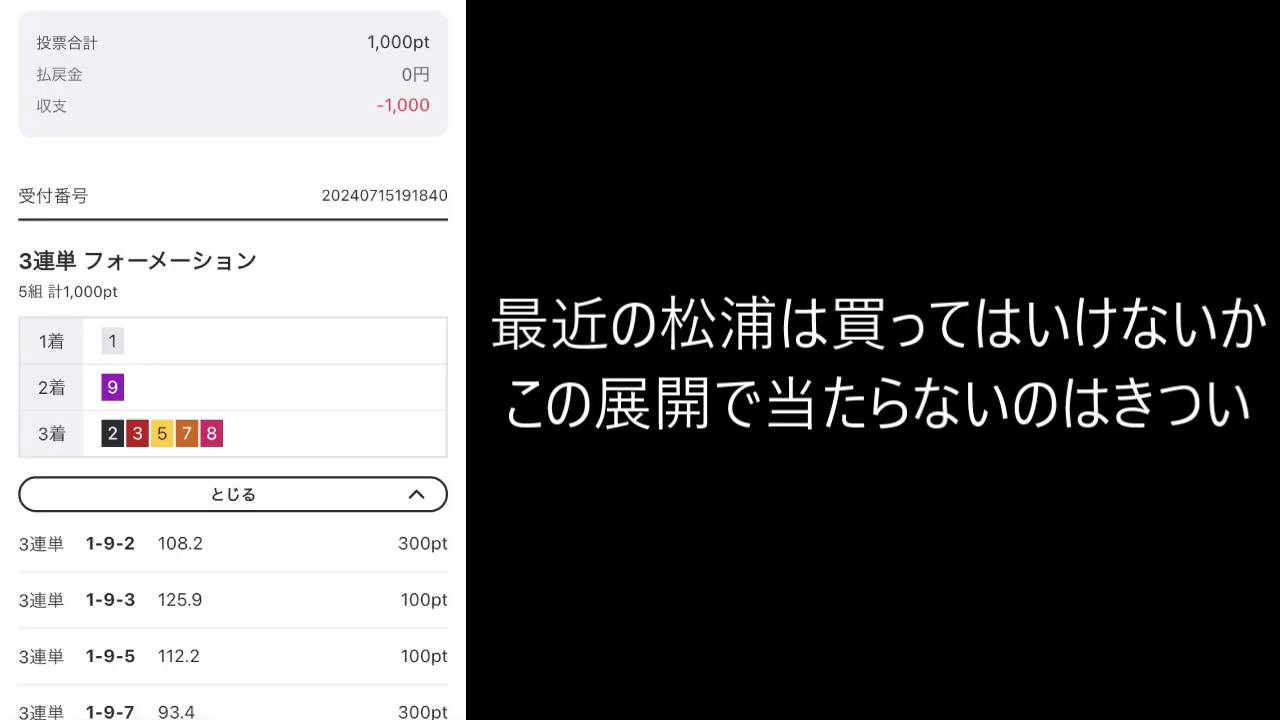 投票合計 1,000pt
払戻金 0円
収支 -1,000
受付番号 20240715191840
3連単 フォーメーション
5組 計1,000pt
1着 1
2着 9
3着 2 3 5 7 8
とじる
3連単 1-9-2 108.2 300pt
3連単 1-9-3 125.9 100pt
3連単 1-9-5 112.2 100pt
3連単 1-9-7 93.4 300pt
最近の松浦は買ってはいけないか
この展開で当たらないのはきつい